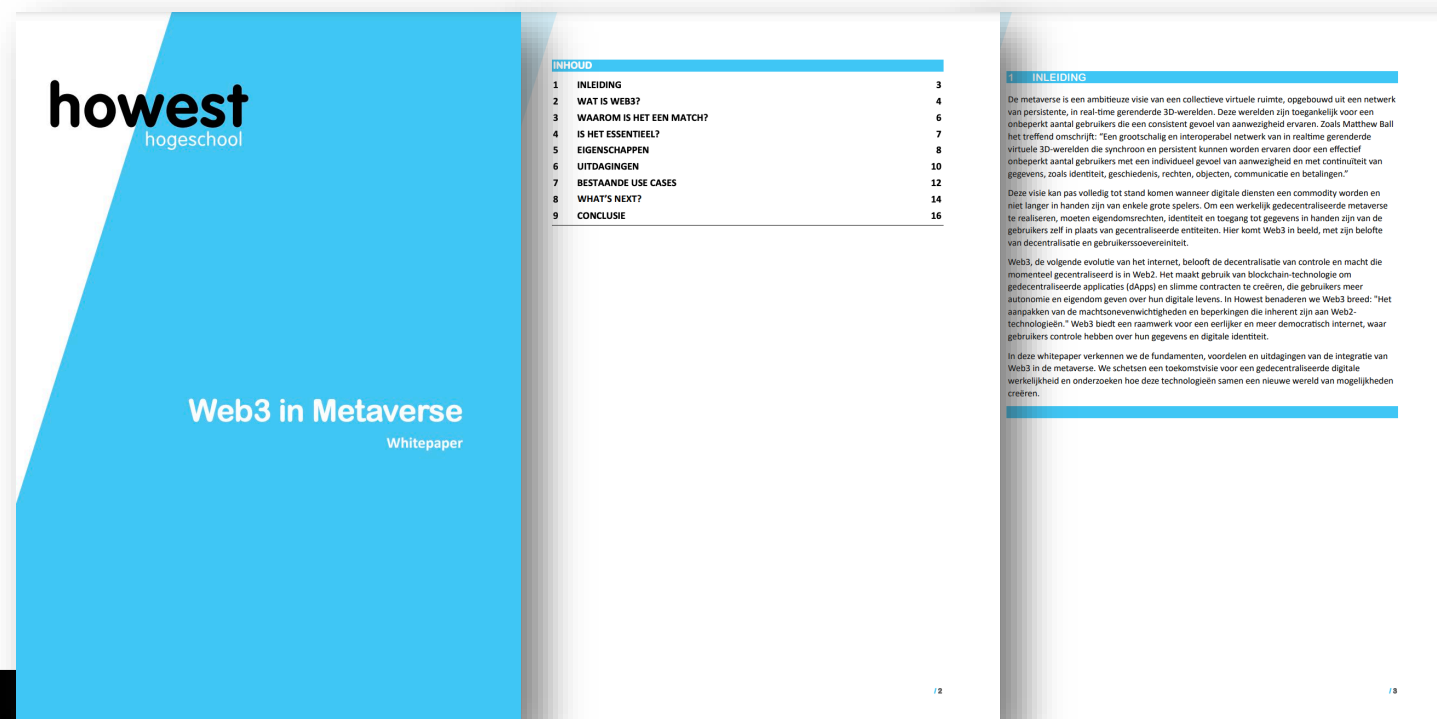 howest
hogeschool
Web3 in Metaverse
Whitepaper
INHOUD
1 INLEIDING 3
2 WAT IS WEB3? 4
3 WAAROM IS HET EEN MATCH? 6
4 IS HET ESSENTIEEL? 7
5 EIGENSCHAPPEN 8
6 UITDAGINGEN 10
7 BESTAANDE USE CASES 12
8 WHAT'S NEXT? 14
9 CONCLUSIE 16
/ 2
1 INLEIDING
De metaverse is een ambitieuze visie van een collectieve virtuele ruimte, opgebouwd uit een netwerk
van persistente, in real-time gerenderde 3D-werelden. Deze werelden zijn toegankelijk voor een
onbeperkt aantal gebruikers die een consistent gevoel van aanwezigheid ervaren. Zoals Matthew Ball
het treffend omschrijft: “Een grootschalig en interoperabel netwerk van in realtime gerenderde
virtuele 3D-werelden die synchroon en persistent kunnen worden ervaren door een effectief
onbeperkt aantal gebruikers met een individueel gevoel van aanwezigheid en met continuïteit van
gegevens, zoals identiteit, geschiedenis, rechten, objecten, communicatie en betalingen.”
Deze visie kan pas volledig tot stand komen wanneer digitale diensten een commodity worden en
niet langer in handen zijn van enkele grote spelers. Om een werkelijk gedecentraliseerde metaverse
te realiseren, moeten eigendomsrechten, identiteit en toegang tot gegevens in handen zijn van de
gebruikers zelf in plaats van gecentraliseerde entiteiten. Hier komt Web3 in beeld, met zijn belofte
van decentralisatie en gebruikerssoevereiniteit.
Web3, de volgende evolutie van het internet, belooft de decentralisatie van controle en macht die
momenteel gecentraliseerd is in Web2. Het maakt gebruik van blockchain-technologie om
gedecentraliseerde applicaties (dApps) en slimme contracten te creëren, die gebruikers meer
autonomie en eigendom geven over hun digitale levens. In Howest benaderen we Web3 breed: "Het
aanpakken van de machtsonevenwichtigheden en beperkingen die inherent zijn aan Web2-
technologieën." Web3 biedt een raamwerk voor een eerlijker en meer democratisch internet, waar
gebruikers controle hebben over hun gegevens en digitale identiteit.
In deze whitepaper verkennen we de fundamenten, voordelen en uitdagingen van de integratie van
Web3 in de metaverse. We schetsen een toekomstvisie voor een gedecentraliseerde digitale
werkelijkheid en onderzoeken hoe deze technologieën samen een nieuwe wereld van mogelijkheden
creëren.
/ 3